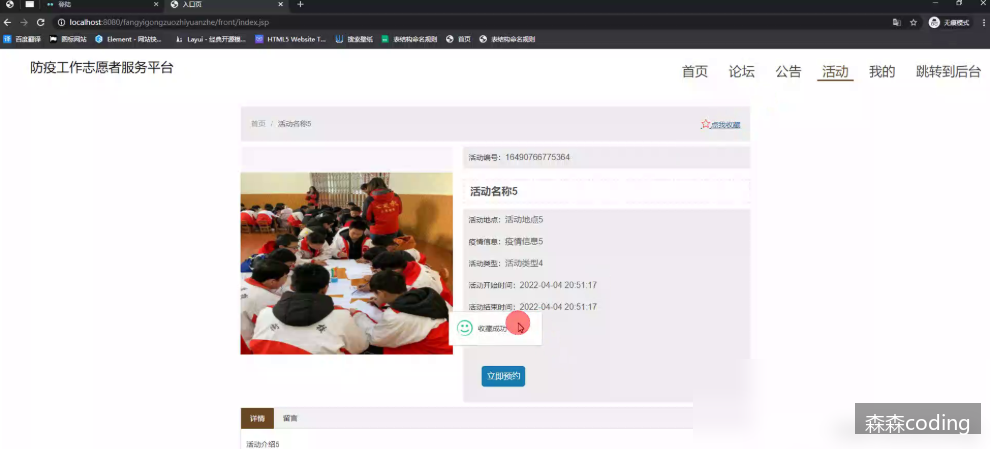 登陆
入口页
localhost:8080/fangyigongzuozhiyuanzhe/front/index.jsp
无痕模式
百度翻译
图标网站
Element - 网站快...
Layui - 经典开源模...
HTML5 Website T...
搜索壁纸
表结构命名规则
首页
表结构命名规则
防疫工作志愿者服务平台
首页 论坛 公告 活动 我的 跳转到后台
首页 / 活动名称5
点我收藏
活动编号：16490766775364
活动名称5
活动地点：活动地点5
疫情信息：疫情信息5
活动类型：活动类型4
活动开始时间：2022-04-04 20:51:17
活动结束时间：2022-04-04 20:51:17
收藏成功
立即预约
详情 留言
活动介绍5
森森coding